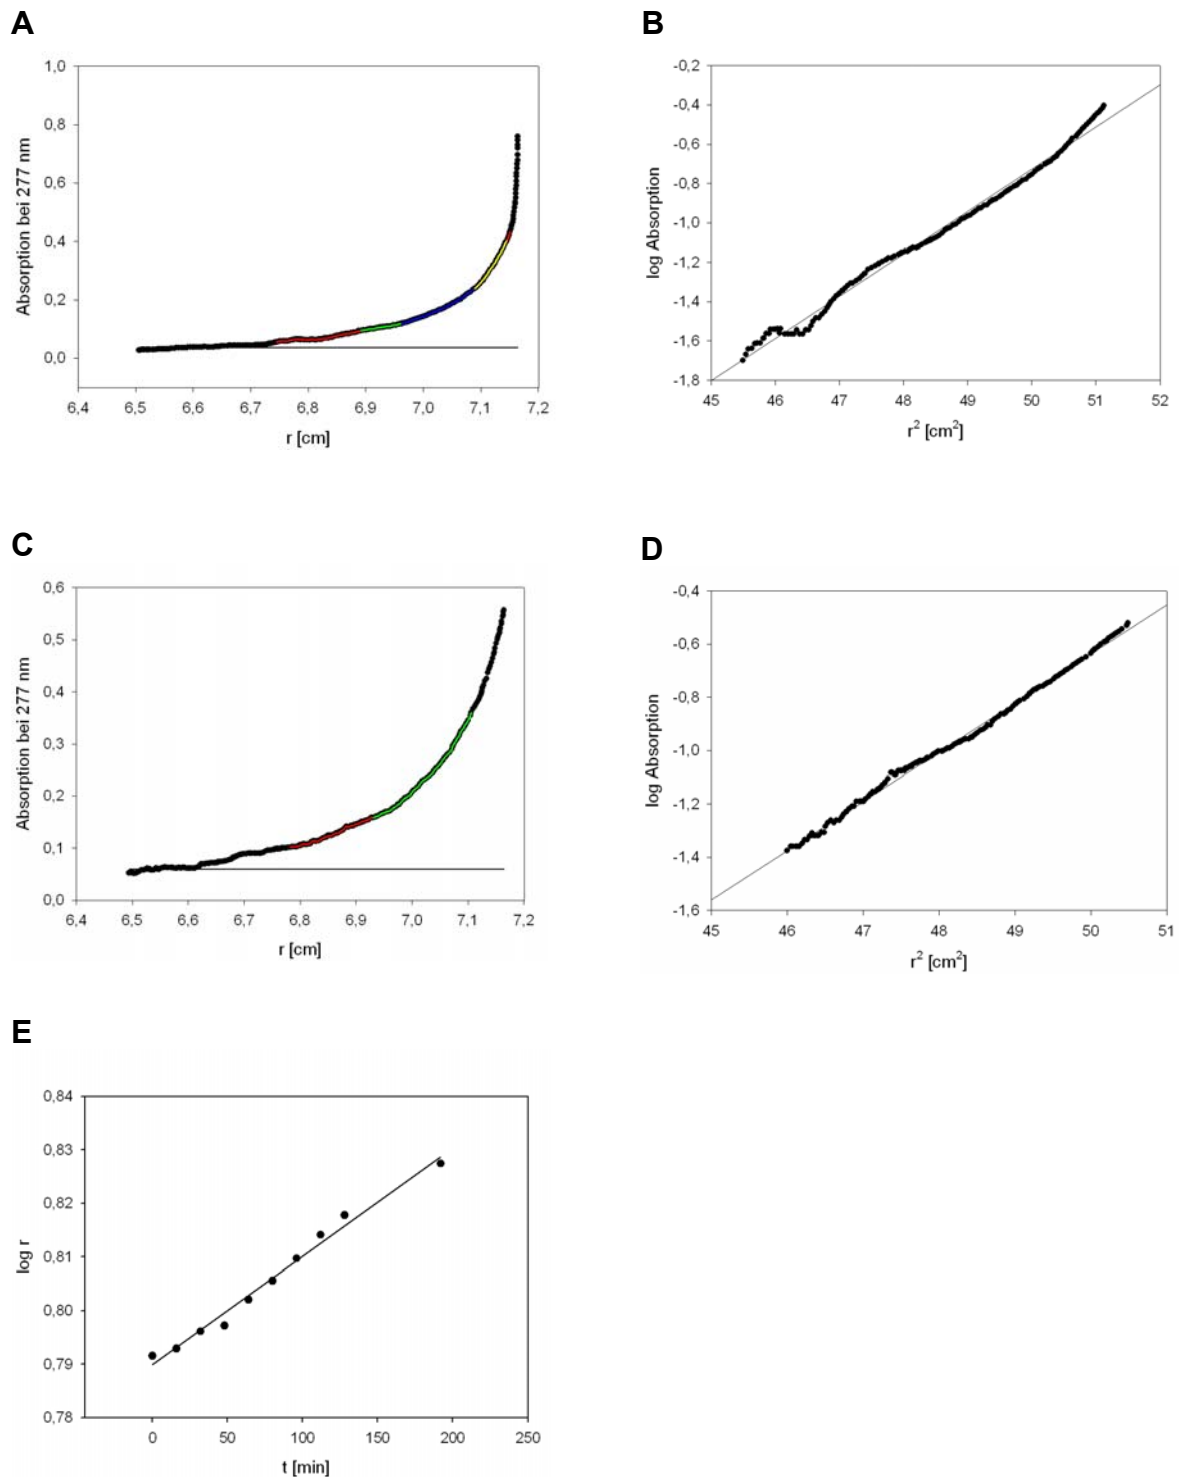 A
1,0
0,8
0,6
0,4
0,2
0,0
Absorption bei 277 nm
6,4 6,5 6,6 6,7 6,8 6,9 7,0 7,1 7,2
r [cm]
B
-0,2
-0,4
-0,6
-0,8
-1,0
-1,2
-1,4
-1,6
-1,8
log Absorption
45 46 47 48 49 50 51 52
r² [cm²]
C
0,6
0,5
0,4
0,3
0,2
0,1
0,0
Absorption bei 277 nm
6,4 6,5 6,6 6,7 6,8 6,9 7,0 7,1 7,2
r [cm]
D
-0,4
-0,6
-0,8
-1,0
-1,2
-1,4
-1,6
log Absorption
45 46 47 48 49 50 51
r² [cm²]
E
0,84
0,83
0,82
0,81
0,80
0,79
0,78
log r
0 50 100 150 200 250
t [min]